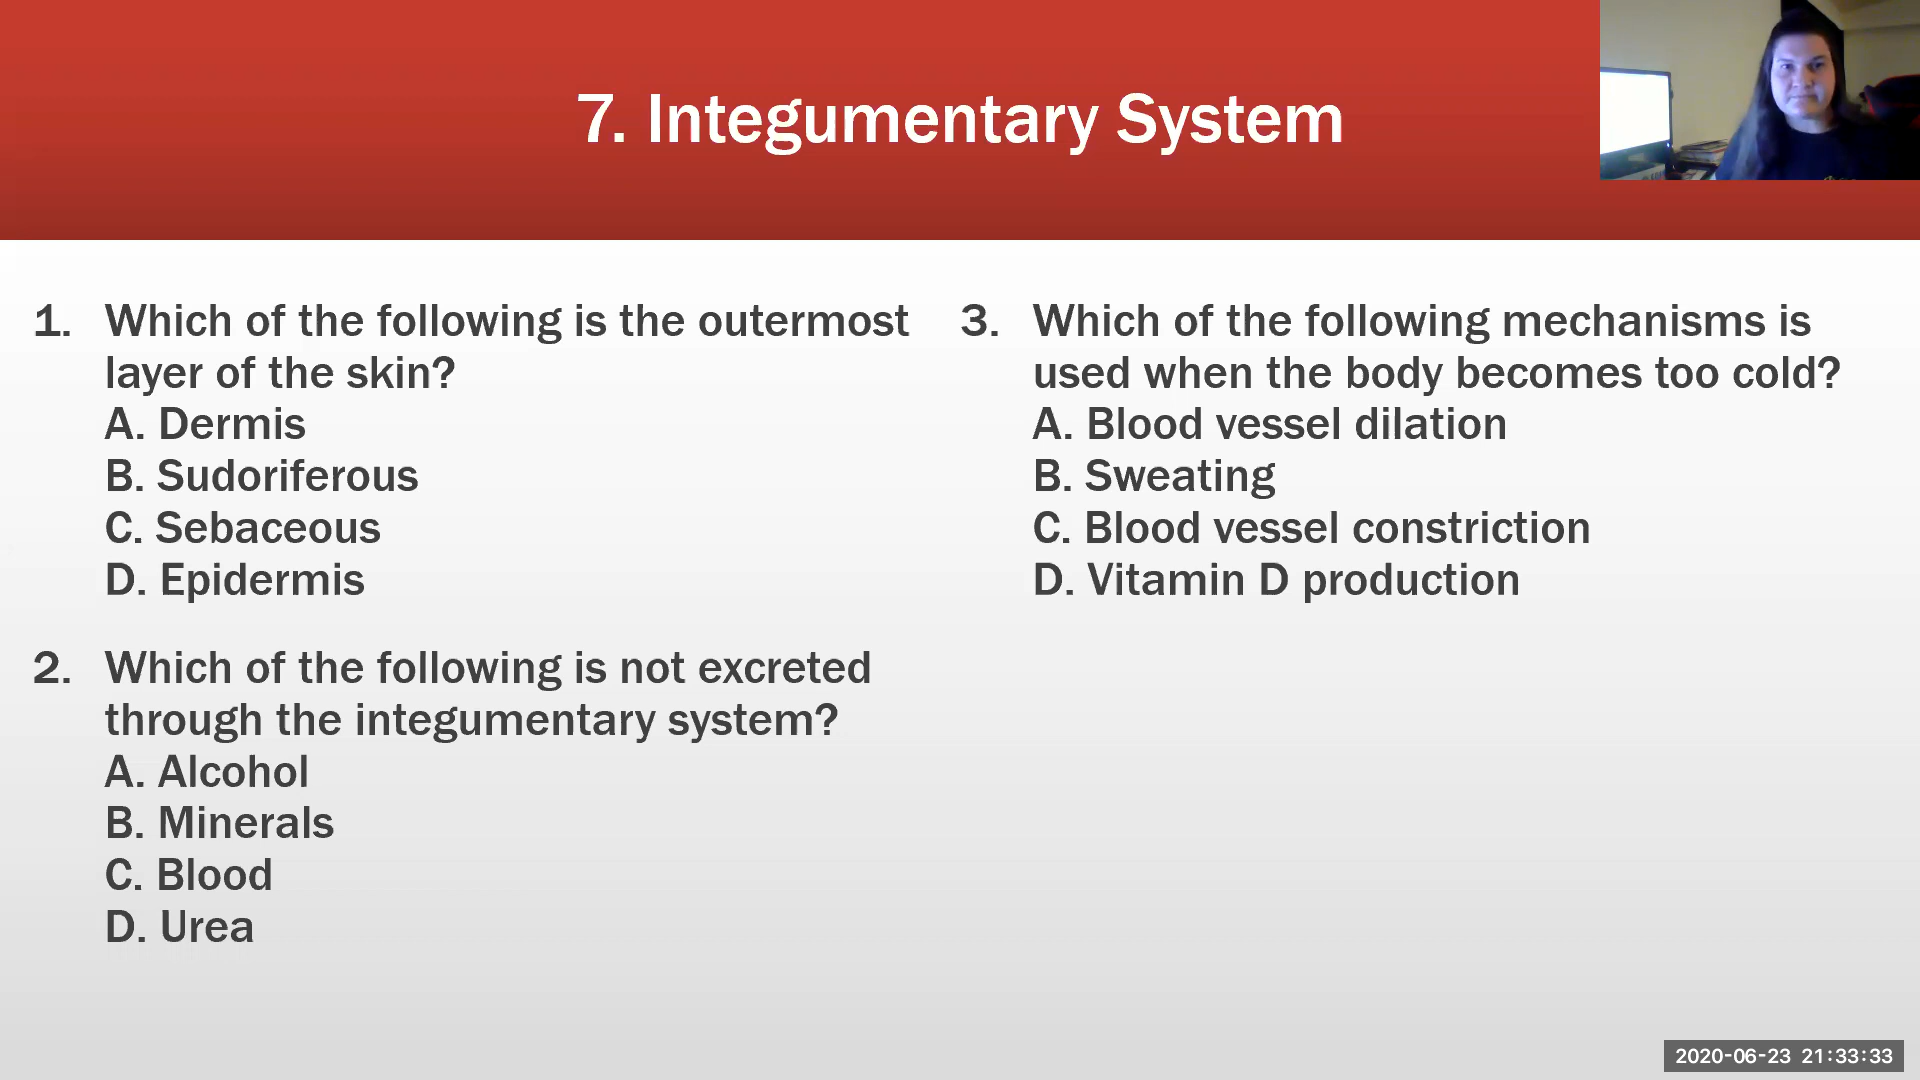 7. Integumentary System
1. Which of the following is the outermost
layer of the skin?
A. Dermis
B. Sudoriferous
C. Sebaceous
D. Epidermis
2. Which of the following is not excreted
through the integumentary system?
A. Alcohol
B. Minerals
C. Blood
D. Urea
3. Which of the following mechanisms is
used when the body becomes too cold?
A. Blood vessel dilation
B. Sweating
C. Blood vessel constriction
D. Vitamin D production
2020-06-23 21:33:33